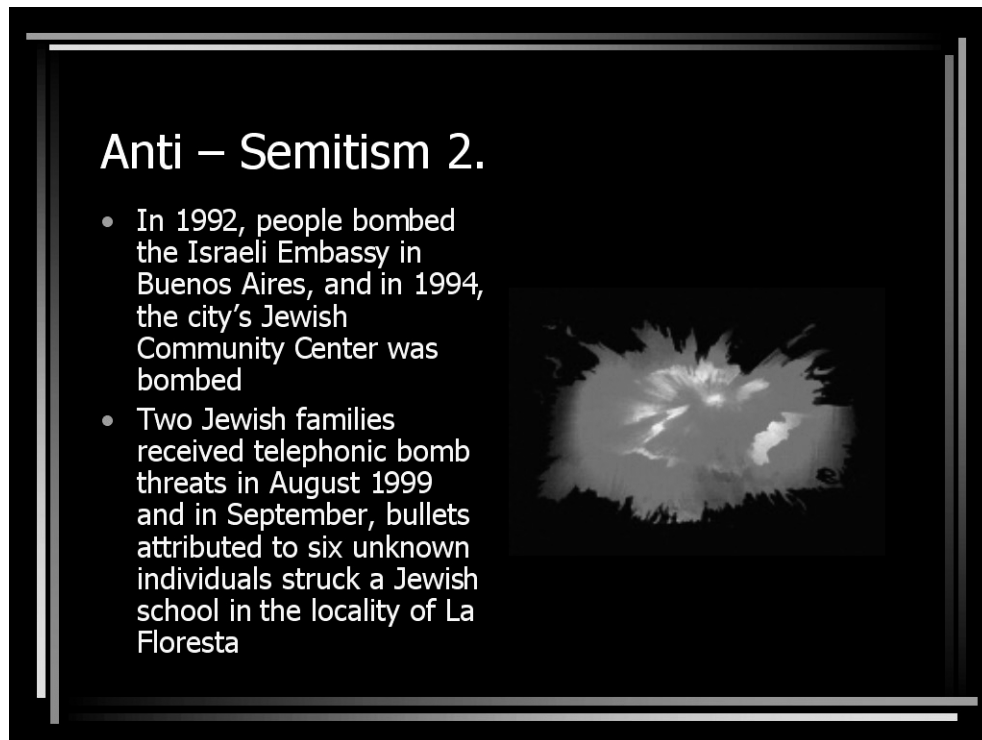 Anti – Semitism 2.
• In 1992, people bombed
the Israeli Embassy in
Buenos Aires, and in 1994,
the city’s Jewish
Community Center was
bombed
• Two Jewish families
received telephonic bomb
threats in August 1999
and in September, bullets
attributed to six unknown
individuals struck a Jewish
school in the locality of La
Floresta